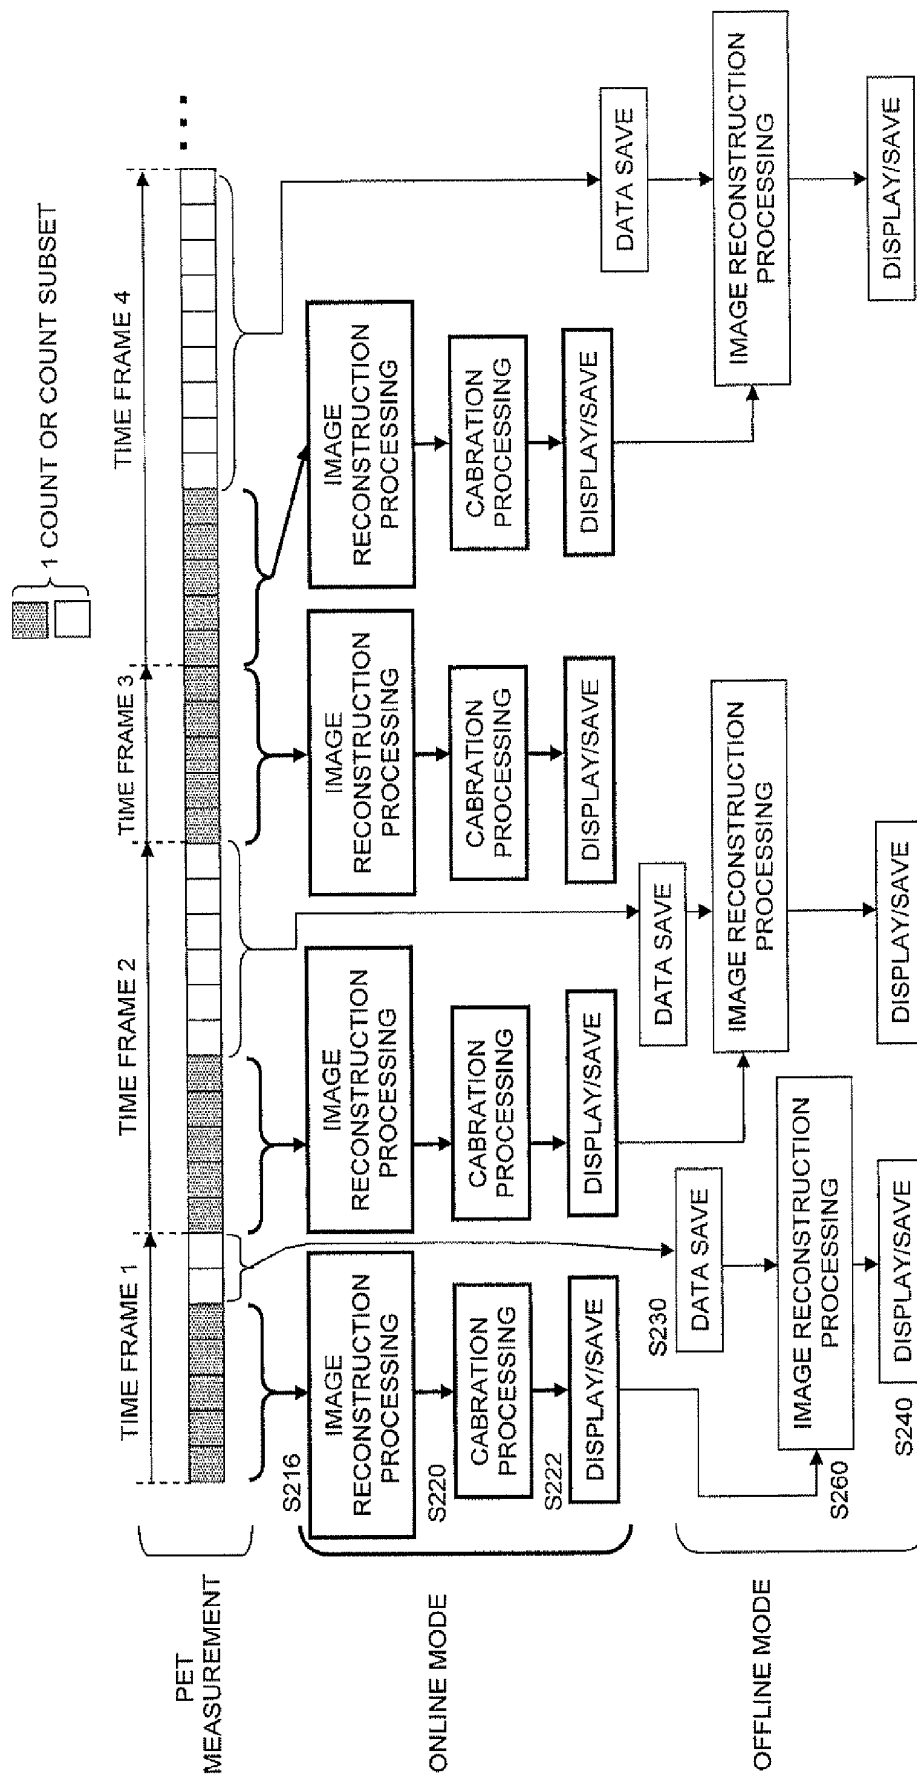 1 COUNT OR COUNT SUBSET
TIME FRAME 1
TIME FRAME 2
TIME FRAME 3
TIME FRAME 4
PET
MEASUREMENT
ONLINE MODE
S216
IMAGE
RECONSTRUCTION
PROCESSING
IMAGE
RECONSTRUCTION
PROCESSING
IMAGE
RECONSTRUCTION
PROCESSING
IMAGE
RECONSTRUCTION
PROCESSING
S220
CABRATION
PROCESSING
CABRATION
PROCESSING
CABRATION
PROCESSING
CABRATION
PROCESSING
S222
DISPLAY/SAVE
DISPLAY/SAVE
DISPLAY/SAVE
DISPLAY/SAVE
OFFLINE MODE
S230
DATA SAVE
DATA SAVE
DATA SAVE
S260
IMAGE RECONSTRUCTION
PROCESSING
IMAGE RECONSTRUCTION
PROCESSING
IMAGE RECONSTRUCTION
PROCESSING
S240
DISPLAY/SAVE
DISPLAY/SAVE
DISPLAY/SAVE